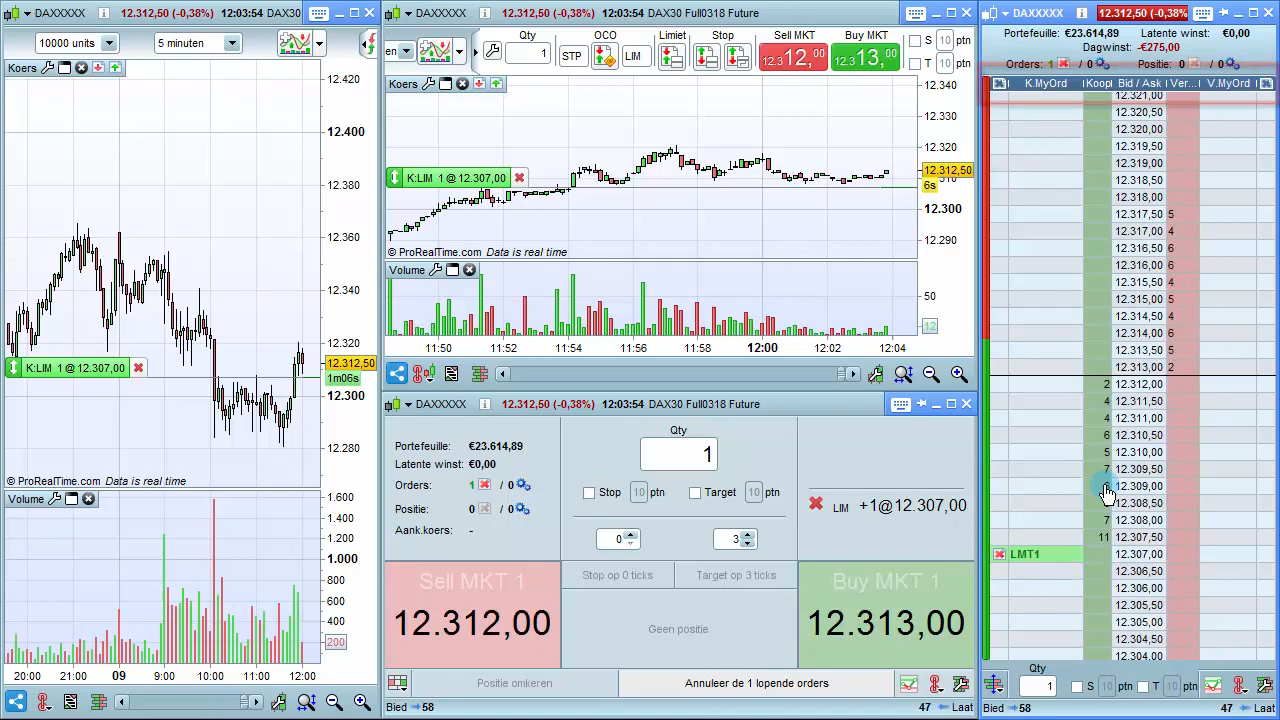 DAXXXXX 12.312,50 (-0,38%) 12:03:54 DAX30
10000 units 5 minuten
Koers
12.420
12.400
12.380
12.360
12.340
12.320
12.312,50
1m06s
12.300
12.280
K:LIM 1 @ 12.307,00
© ProRealTime.com Data is real time
Volume
1.600
1.400
1.200
1.000
800
600
400
200
20:00 21:00 09 09:00 10:00 11:00 12:00
DAXXXXX 12.312,50 (-0,38%) 12:03:54 DAX30 Full0318 Future
en
Qty
1
OCO
STP LIM
Limiet
Stop
Sell MKT
12.312,00
Buy MKT
12.313,00
S 10 ptn
T 10 ptn
Koers
12.340
12.330
12.320
12.312,50
6s
12.300
12.290
K:LIM 1 @ 12.307,00
© ProRealTime.com Data is real time
Volume
50
12
11:50 11:52 11:54 11:56 11:58 12:00 12:02 12:04
DAXXXXX 12.312,50 (-0,38%) 12:03:54 DAX30 Full0318 Future
Portefeuille: €23.614,89
Latente winst: €0,00
Orders: 1 / 0
Position: 0 / 0
Aank.koers: -
Qty
1
Stop 10 ptn Target 10 ptn
0 3
LIM +1@12.307,00
Sell MKT 1
12.312,00
Stop op 0 ticks Target op 3 ticks
Geen positie
Buy MKT 1
12.313,00
Positie omkeren Annuleer de 1 lopende orders
Bied 58 47 Laat
DAXXXXX 12.312,50 (-0,38%)
Portefeuille: Latente winst:
€23.614,89 €0,00
Dagwinst: -€275,00
Orders: 1 / 0 Positie: 0 / 0
K.MyOrd Koop Bid / Ask Ver... V.MyOrd
12.321,00
12.320,50
12.320,00
12.319,50
12.319,00
12.318,50
12.318,00
12.317,50 5
12.317,00 4
12.316,50 6
12.316,00 6
12.315,50 4
12.315,00 5
12.314,50 4
12.314,00 6
12.313,50 5
12.313,00 2
2 12.312,00
4 12.311,50
4 12.311,00
6 12.310,50
5 12.310,00
7 12.309,50
12.309,00
12.308,50
7 12.308,00
11 12.307,50
LMT1 12.307,00
12.306,50
12.306,00
12.305,50
12.305,00
12.304,50
12.304,00
Qty
1 S 10 ptn T 10 ptn
Bied 58 47 Laat